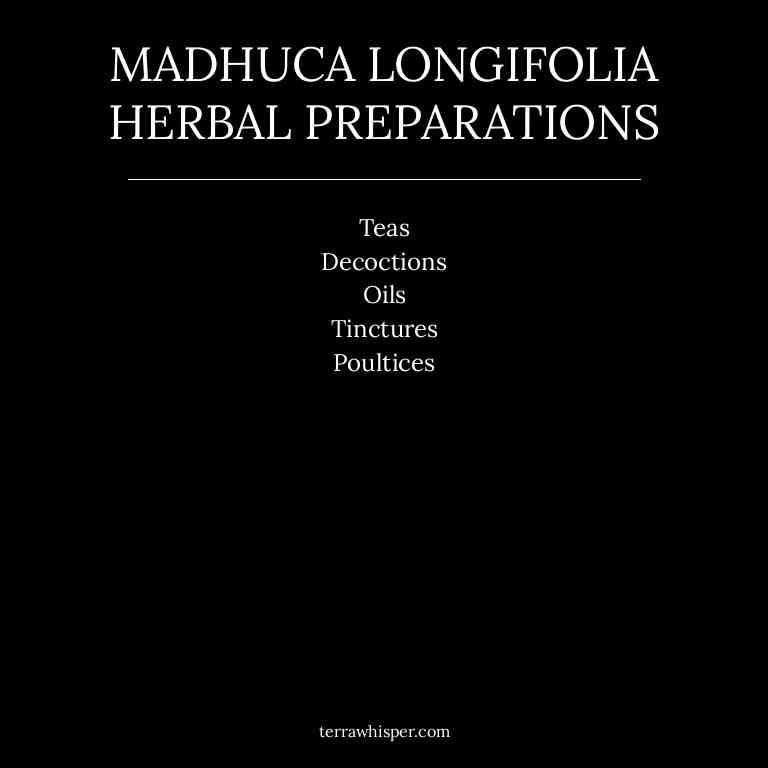 MADHUCA LONGIFOLIA
HERBAL PREPARATIONS
Teas
Decoctions
Oils
Tinctures
Poultices
terrawhisper.com